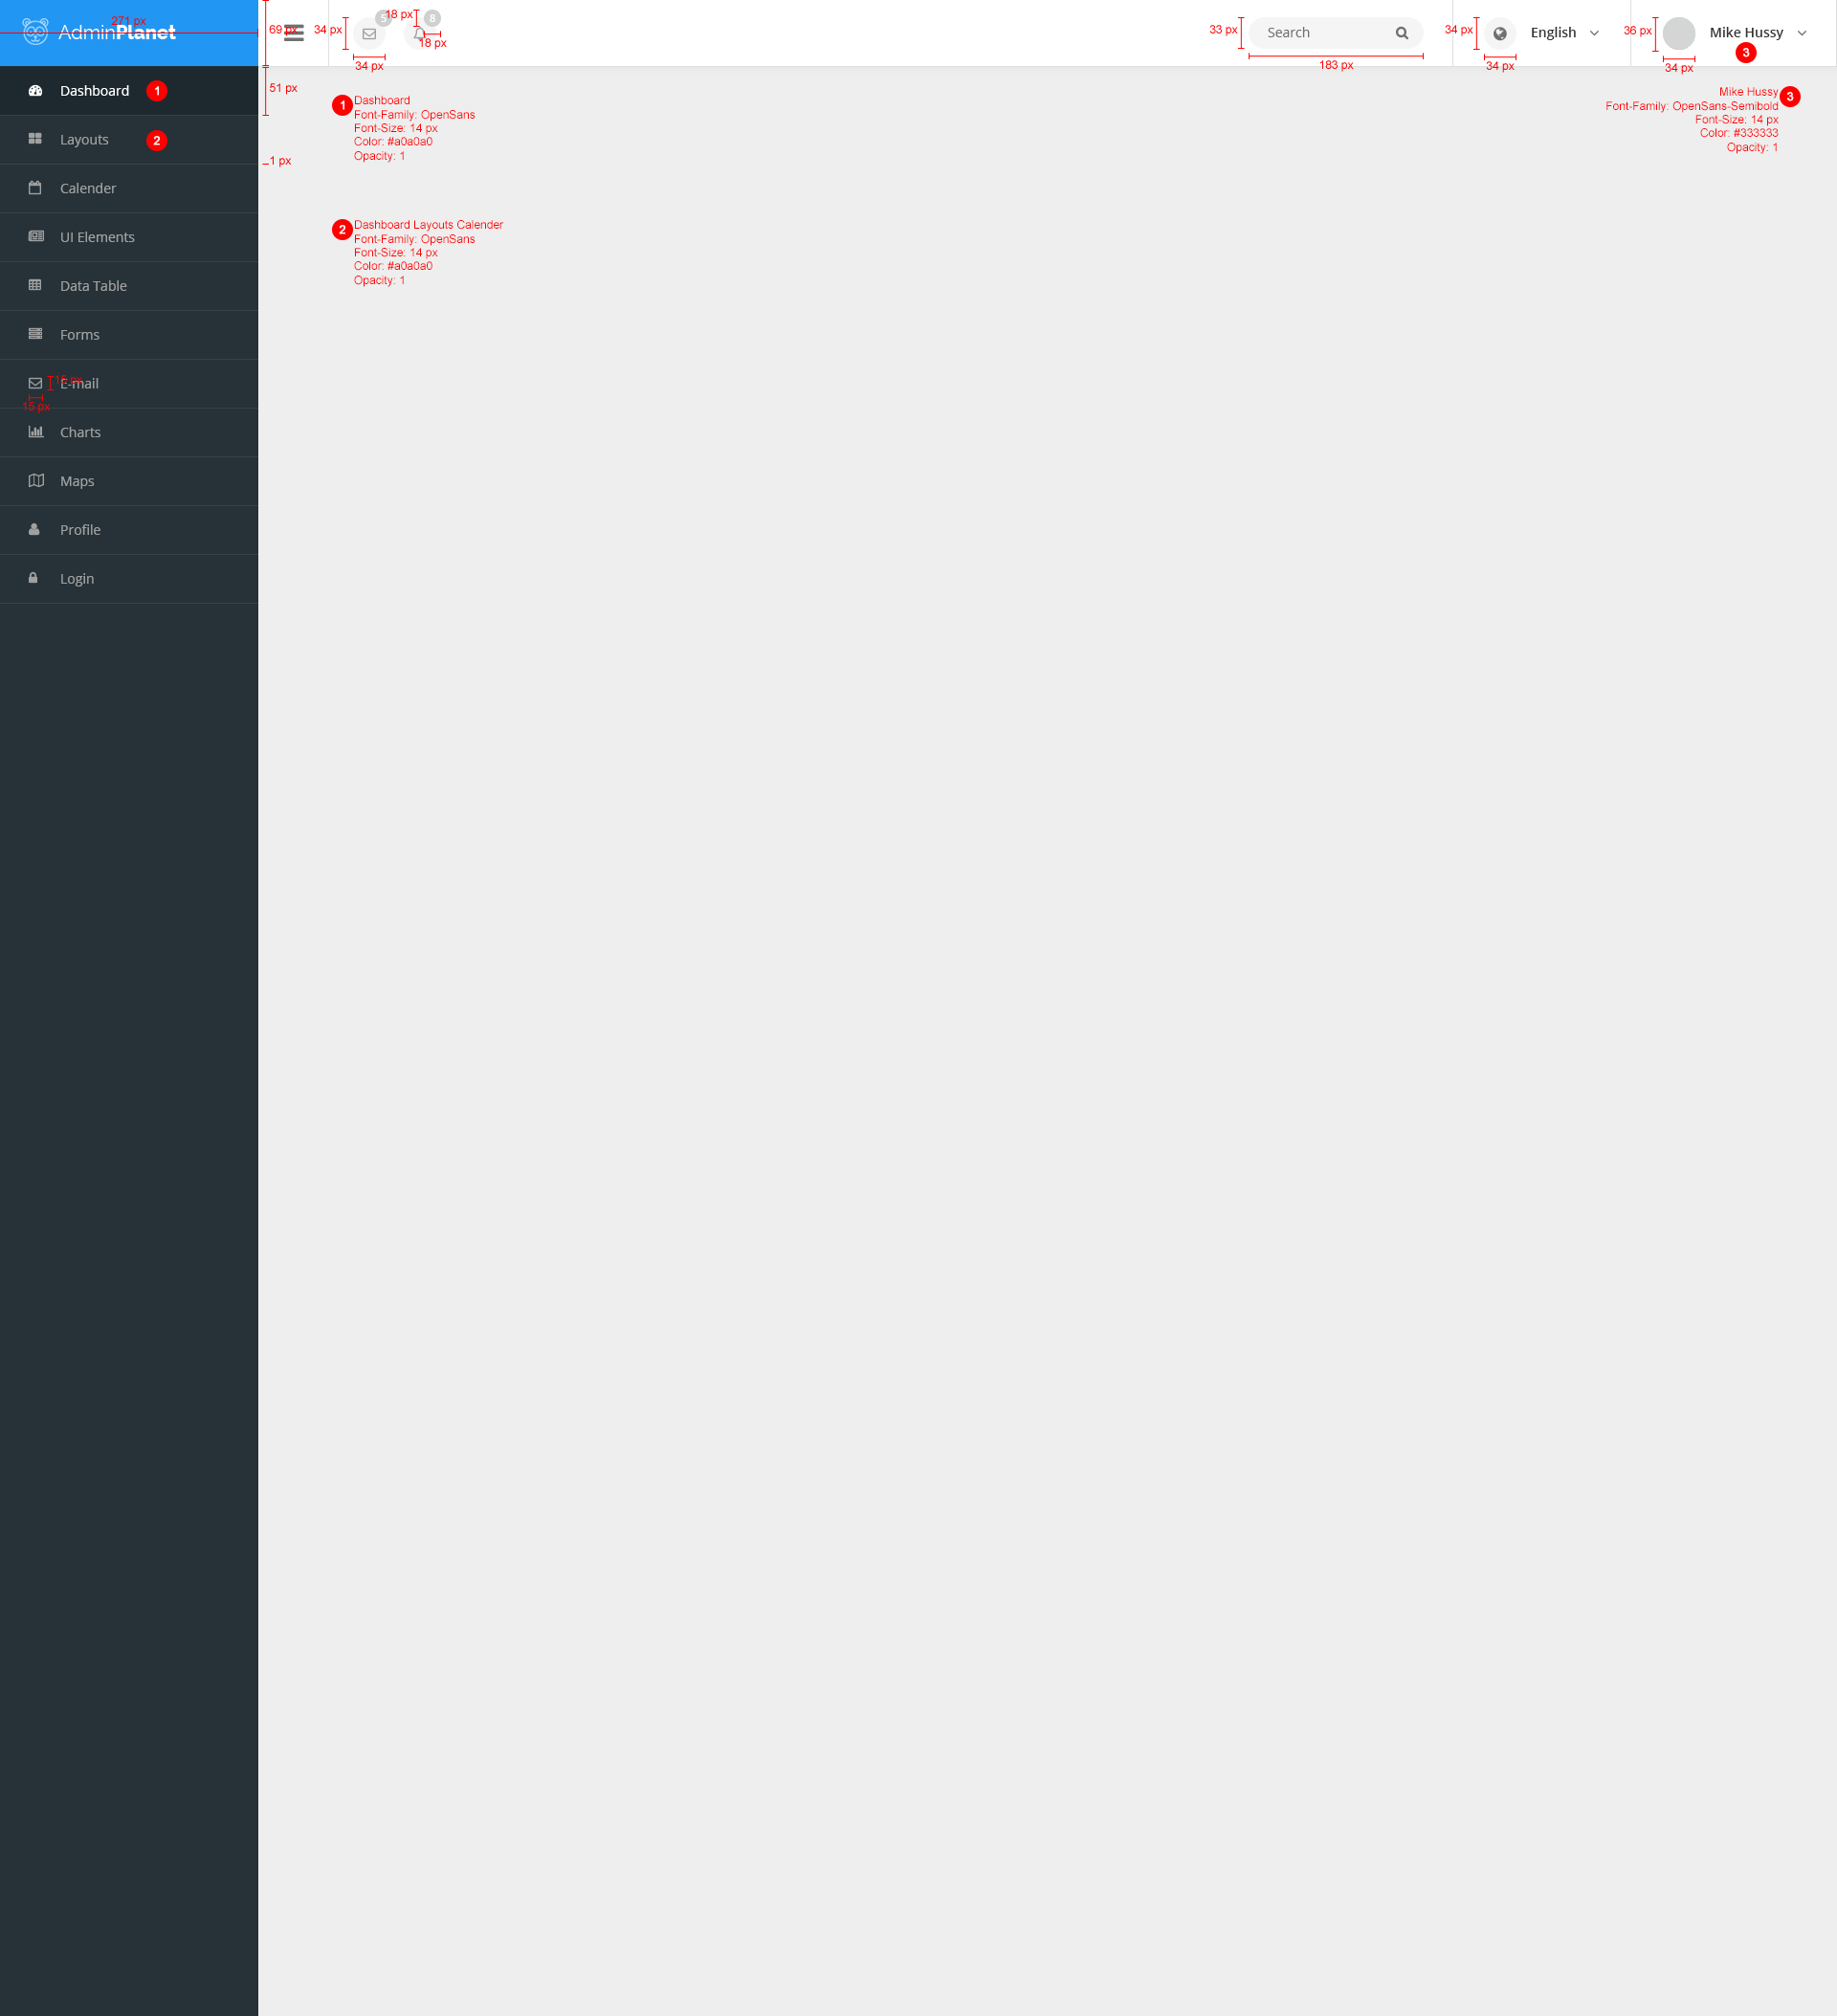 271 px
AdminPlanet
69 px
34 px
5
18 px
8
18 px
34 px
33 px
Search
183 px
34 px
English
34 px
36 px
Mike Hussy
3
34 px
Dashboard
1
51 px
Layouts
2
1 px
Calender
UI Elements
Data Table
Forms
E-mail
15 px
Charts
Maps
Profile
Login
1
Dashboard
Font-Family: OpenSans
Font-Size: 14 px
Color: #a0a0a0
Opacity: 1
2
Dashboard Layouts Calender
Font-Family: OpenSans
Font-Size: 14 px
Color: #a0a0a0
Opacity: 1
Mike Hussy
3
Font-Family: OpenSans-Semibold
Font-Size: 14 px
Color: #333333
Opacity: 1